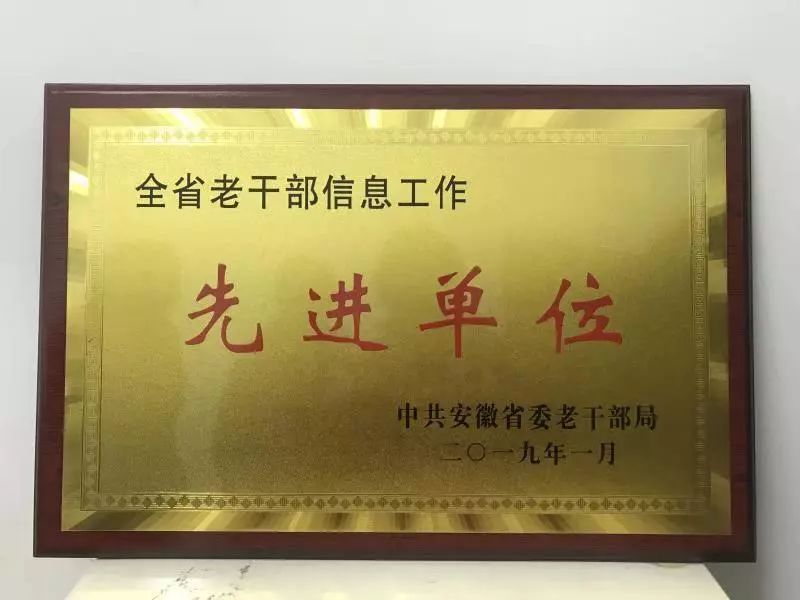 全省老干部信息工作
先进单位
中共安徽省委老干部局
二〇一九年一月